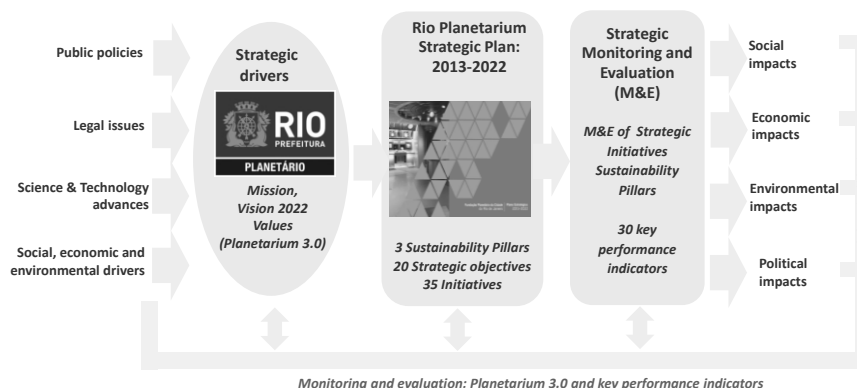 Public policies
Legal issues
Science & Technology
advances
Social, economic and
environmental drivers
Strategic
drivers
RIO
PREFEITURA
PLANETÁRIO
Mission,
Vision 2022
Values
(Planetarium 3.0)
Rio Planetarium
Strategic Plan:
2013-2022
3 Sustainability Pillars
20 Strategic objectives
35 Initiatives
Strategic
Monitoring and
Evaluation
(M&E)
M&E of Strategic
Initiatives
Sustainability
Pillars
30 key
performance
indicators
Social
impacts
Economic
impacts
Environmental
impacts
Political
impacts
Monitoring and evaluation: Planetarium 3.0 and key performance indicators